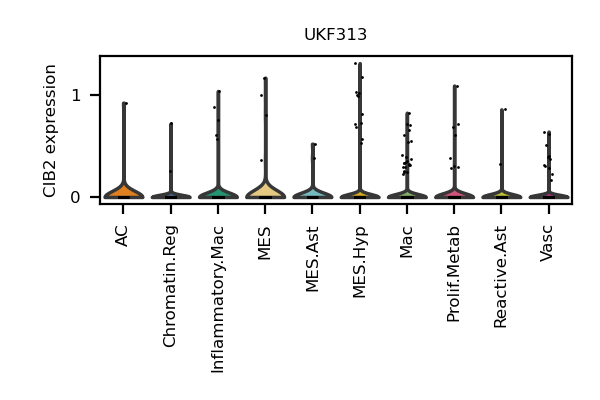 UKF313
CIB2 expression
1
0
AC
Chromatin.Reg
Inflammatory.Mac
MES
MES.Ast
MES.Hyp
Mac
Prolif.Metab
Reactive.Ast
Vasc